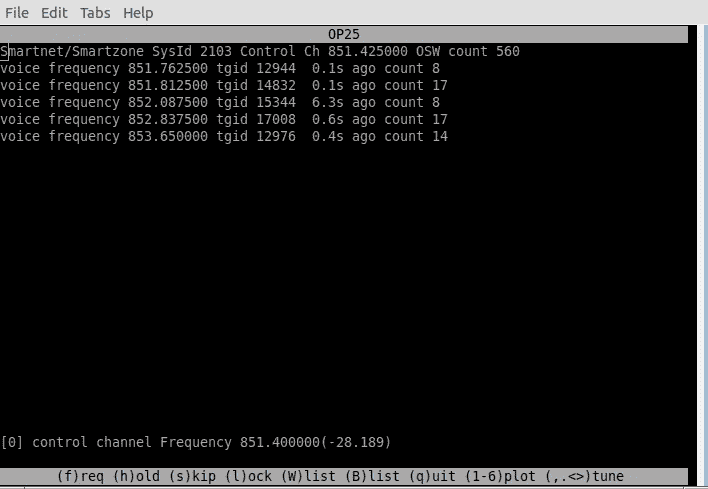 File Edit Tabs Help
OP25
Smartnet/Smartzone SysId 2103 Control Ch 851.425000 OSW count 560
voice frequency 851.762500 tgid 12944  0.1s ago count 8
voice frequency 851.812500 tgid 14832  0.1s ago count 17
voice frequency 852.087500 tgid 15344  6.3s ago count 8
voice frequency 852.837500 tgid 17008  0.6s ago count 17
voice frequency 853.650000 tgid 12976  0.4s ago count 14
[0] control channel Frequency 851.400000(-28.189)
(f)req (h)old (s)kip (l)ock (W)list (B)list (q)uit (1-6)plot (,.<>)tune